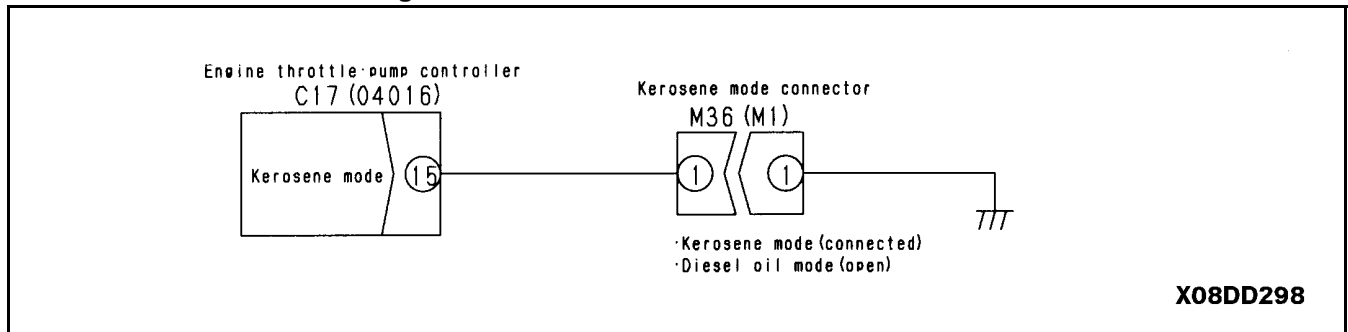 Engine throttle·pump controller
C17 (04016)
Kerosene mode
15
Kerosene mode connector
M36 (M1)
1
1
·Kerosene mode (connected)
·Diesel oil mode (open)
X08DD298